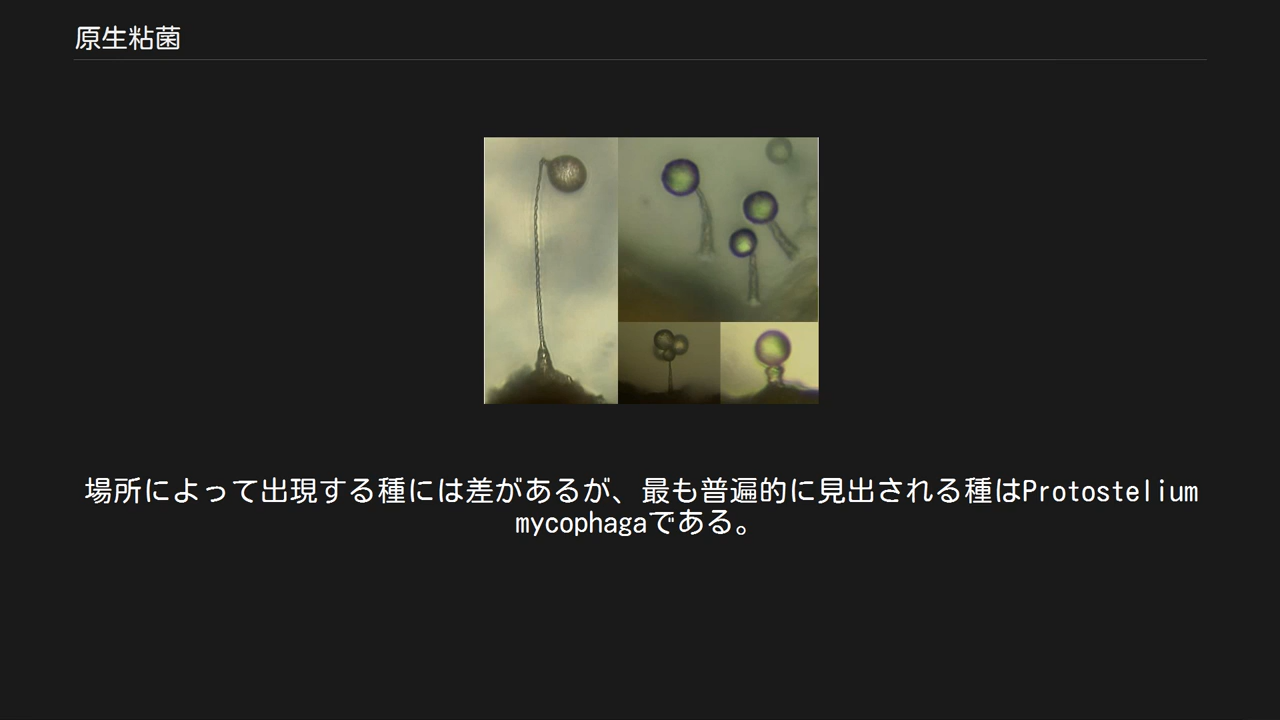 原生粘菌
場所によって出現する種には差があるが、最も普遍的に見出される種はProtostelium
mycophagaである。